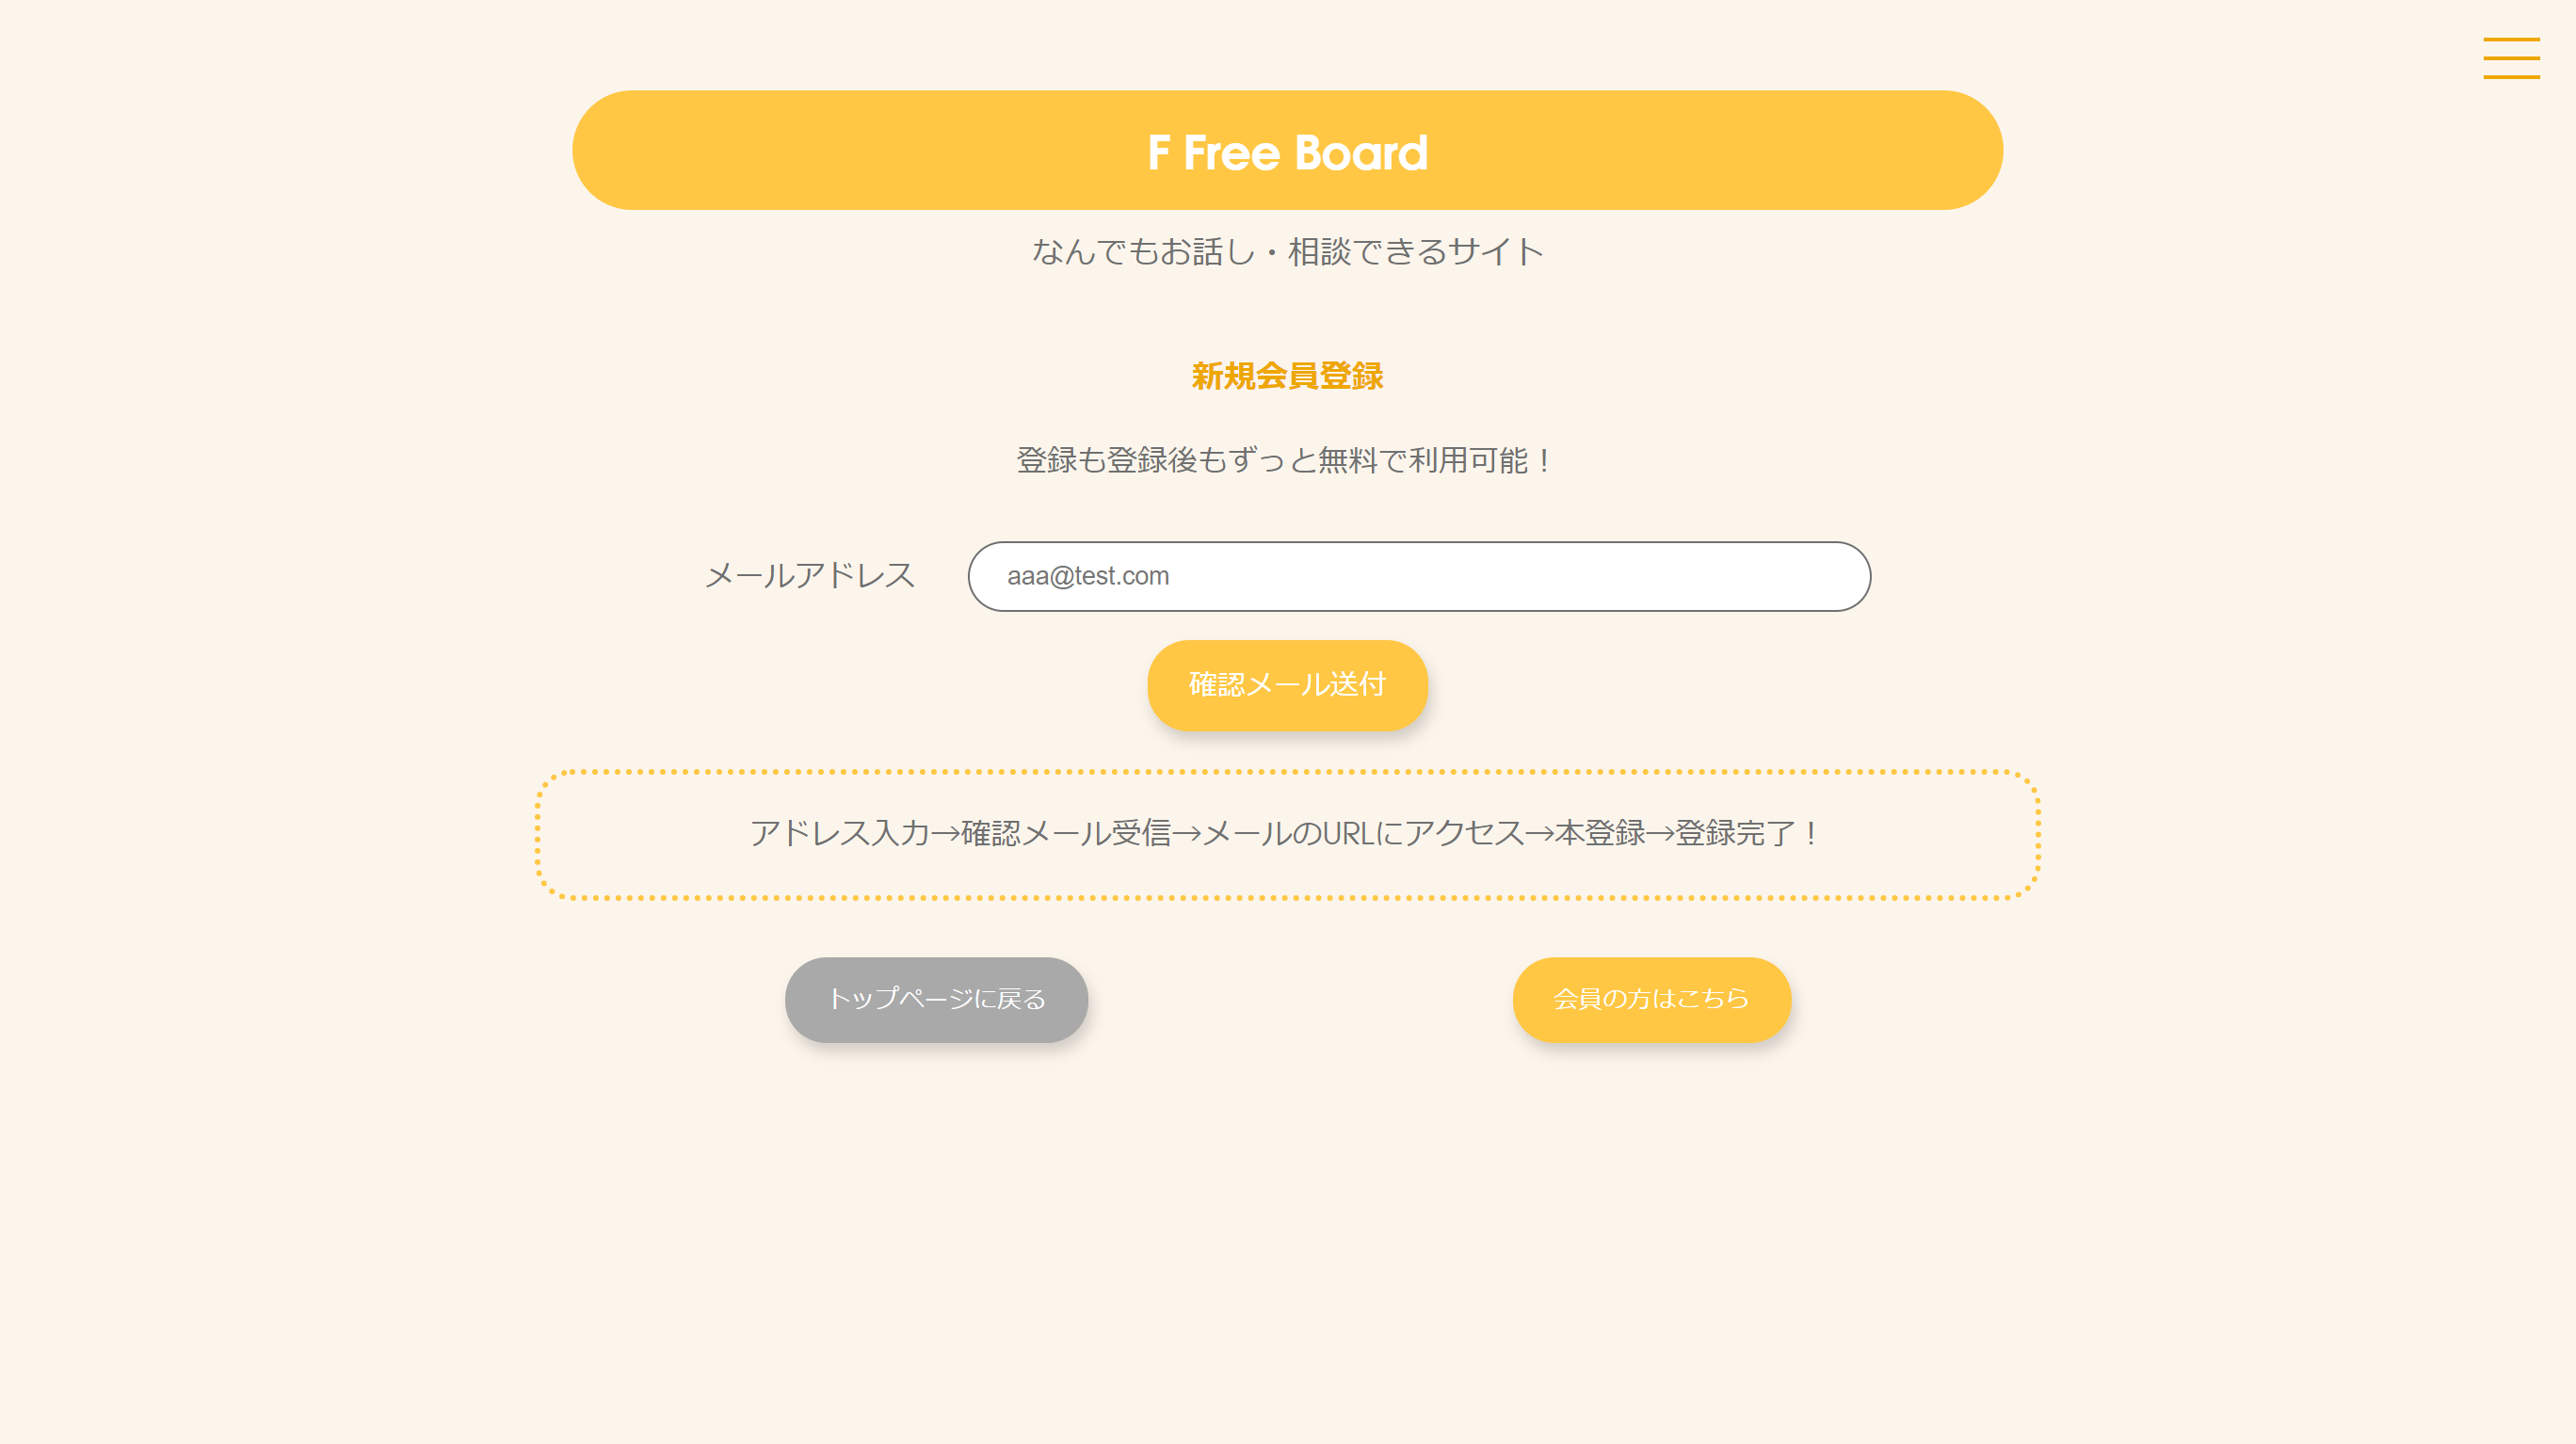 F Free Board
なんでもお話し・相談できるサイト
新規会員登録
登録も登録後もずっと無料で利用可能！
メールアドレス
aaa@test.com
確認メール送付
アドレス入力→確認メール受信→メールのURLにアクセス→本登録→登録完了！
トップページに戻る
会員の方はこちら